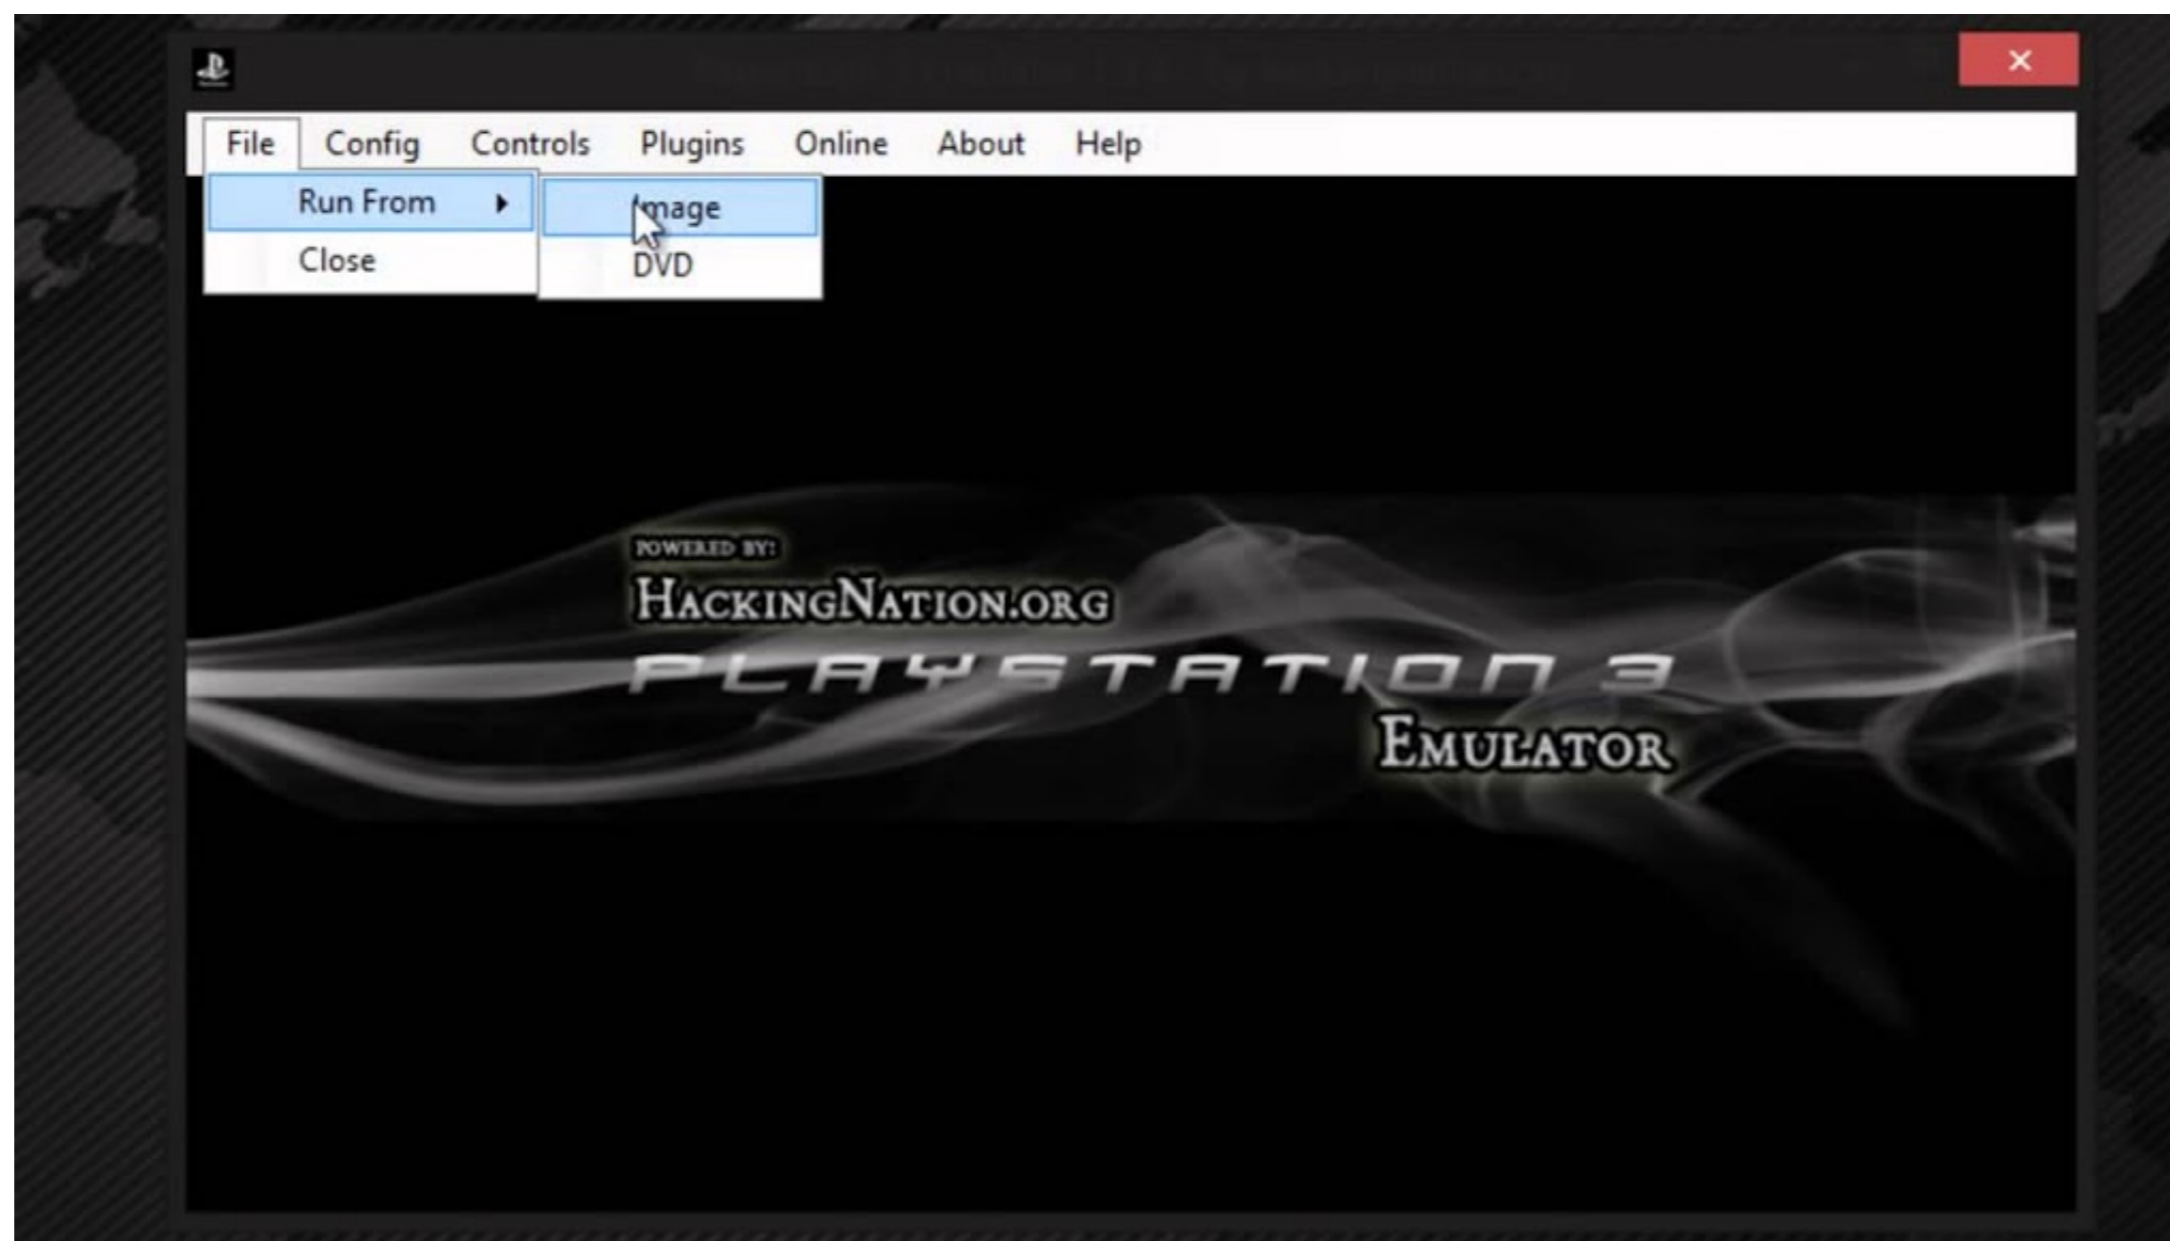 File Config Controls Plugins Online About Help
Run From Image
Close DVD
POWERED BY:
HACKINGNATION.ORG
PLAYSTATION 3
EMULATOR